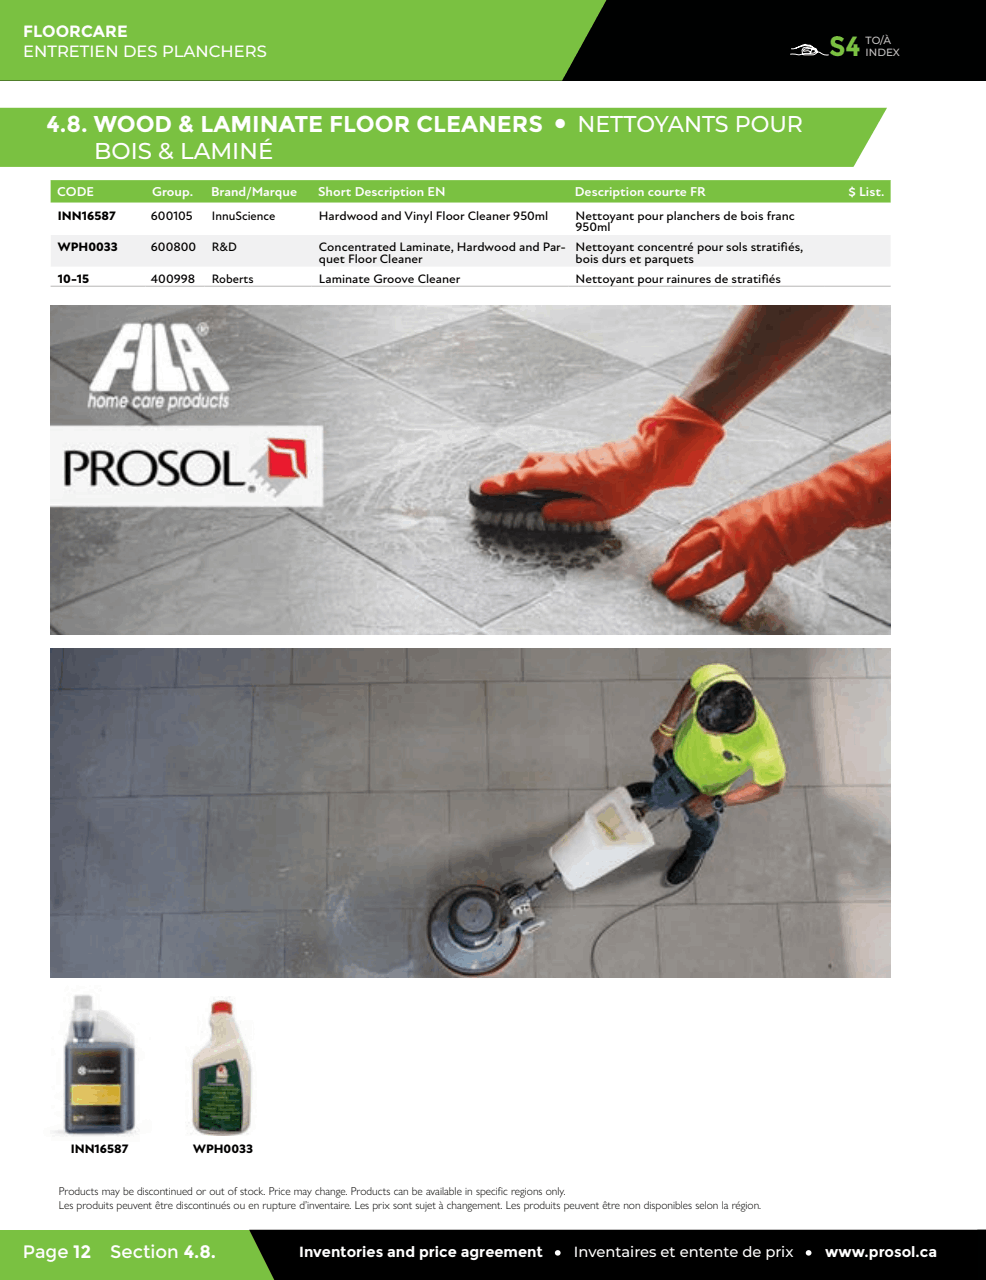 FLOORCARE
ENTRETIEN DES PLANCHERS
S4 TO/À
INDEX
4.8. WOOD & LAMINATE FLOOR CLEANERS • NETTOYANTS POUR
BOIS & LAMINÉ
CODE Group. Brand/Marque Short Description EN Description courte FR $ List.
INN16587 600105 InnuScience Hardwood and Vinyl Floor Cleaner 950ml Nettoyant pour planchers de bois franc
950ml
WPH0033 600800 R&D Concentrated Laminate, Hardwood and Par- Nettoyant concentré pour sols stratifiés,
quet Floor Cleaner bois durs et parquets
10-15 400998 Roberts Laminate Groove Cleaner Nettoyant pour rainures de stratifiés
FILA®
home care products
PROSOL®
INN16587 WPH0033
Products may be discontinued or out of stock. Price may change. Products can be available in specific regions only.
Les produits peuvent être discontinués ou en rupture d'inventaire. Les prix sont sujet à changement. Les produits peuvent être non disponibles selon la région.
Page 12 Section 4.8. Inventories and price agreement • Inventaires et entente de prix • www.prosol.ca